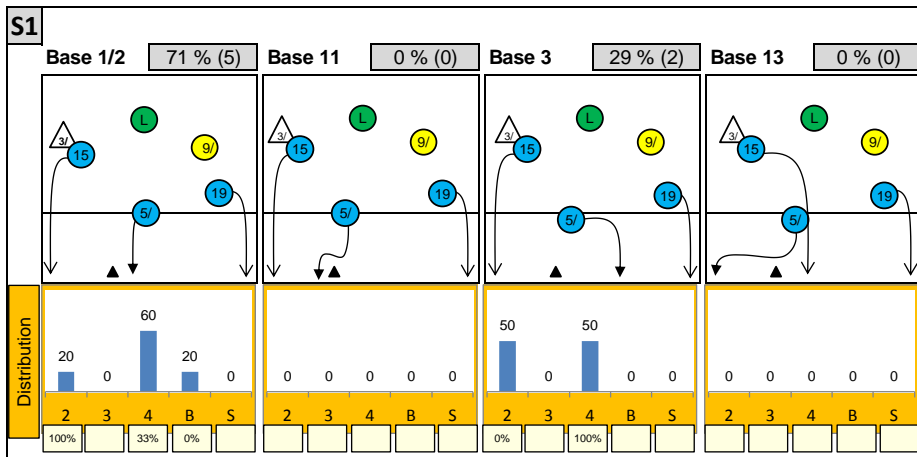 S1
Base 1/2 71 % (5) Base 11 0 % (0) Base 3 29 % (2) Base 13 0 % (0)
L L L L
3/ 15 9/ 3/ 15 9/ 3/ 15 9/ 3/ 15 9/
5/ 19 5/ 19 5/ 19 5/ 19
Distribution
20 0 60 20 0 0 0 0 0 0 50 0 50 0 0 0 0 0 0 0
2 3 4 B S 2 3 4 B S 2 3 4 B S 2 3 4 B S
100% 33% 0% 0% 100%